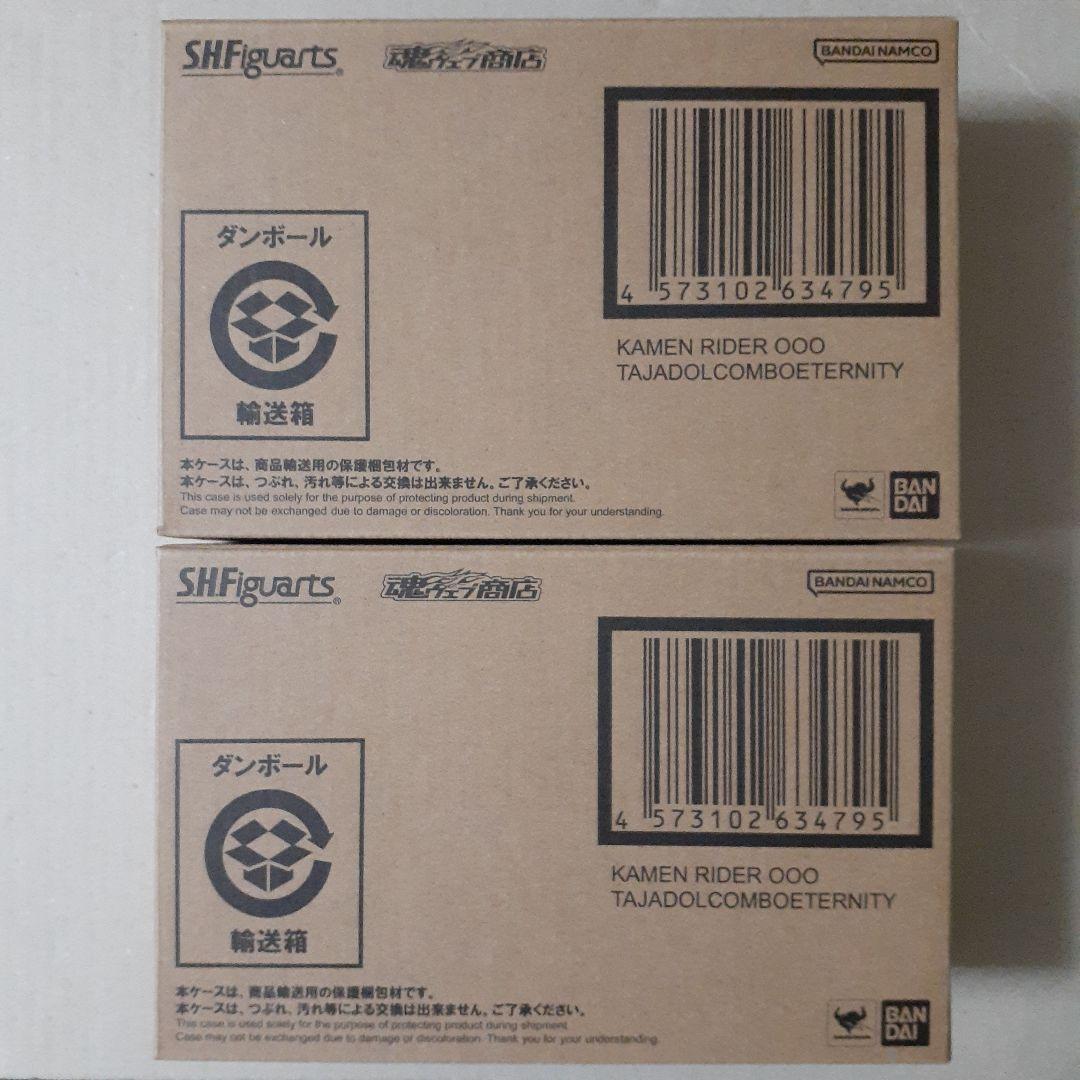 S.H.Figuarts®
魂ウェブ商店
BANDAI NAMCO
4 573102 634795
KAMEN RIDER OOO
TAJADOLCOMBOETERNITY
ダンボール
輸送箱
本ケースは、商品輸送用の保護梱包材です。
本ケースは、つぶれ、汚れ等による交換は出来ません。ご了承ください。
This case is used solely for the purpose of protecting product during shipment.
Case may not be exchanged due to damage or discoloration. Thank you for your understanding.
BAN
DAI
S.H.Figuarts®
魂ウェブ商店
BANDAI NAMCO
4 573102 634795
KAMEN RIDER OOO
TAJADOLCOMBOETERNITY
ダンボール
輸送箱
本ケースは、商品輸送用の保護梱包材です。
本ケースは、つぶれ、汚れ等による交換は出来ません。ご了承ください。
This case is used solely for the purpose of protecting product during shipment.
Case may not be exchanged due to damage or discoloration. Thank you for your understanding.
BAN
DAI